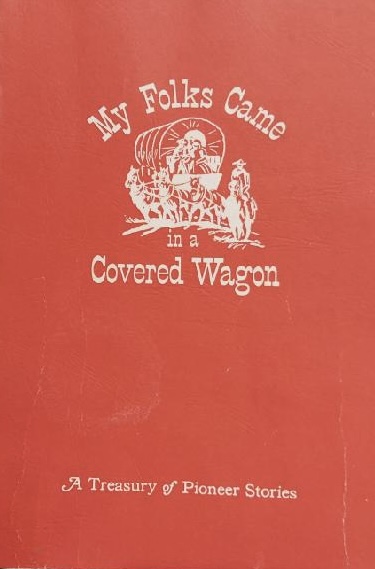 My Folks Came
in a
Covered Wagon
A Treasury of Pioneer Stories